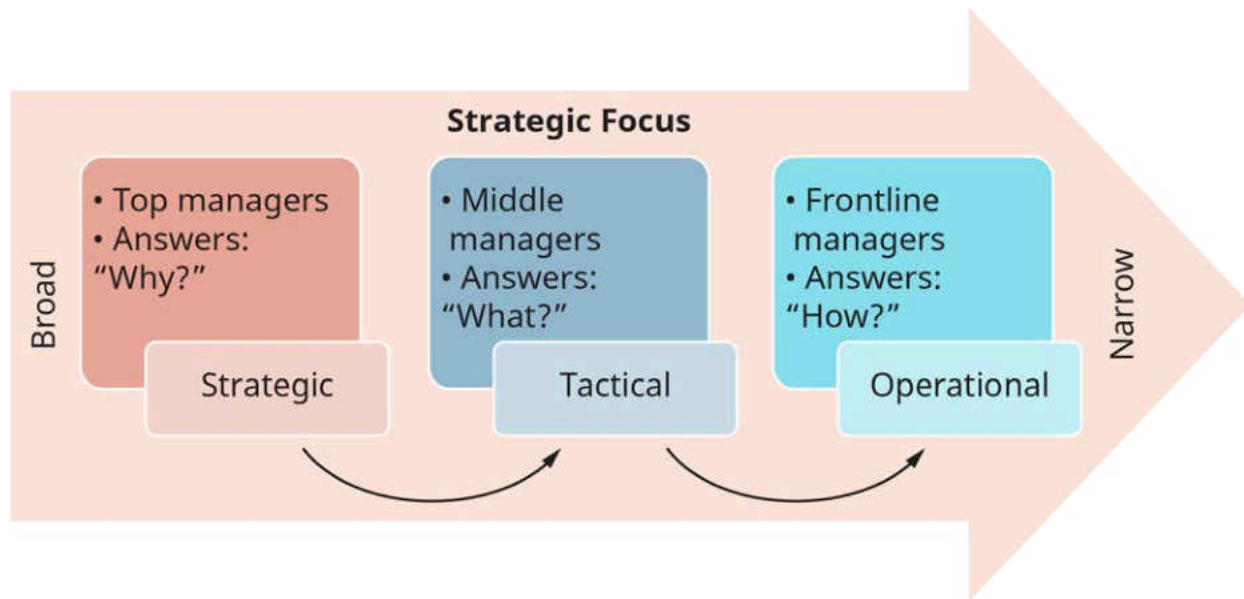 Strategic Focus
Broad
• Top managers
• Answers:
“Why?”
Strategic
• Middle
managers
• Answers:
“What?”
Tactical
• Frontline
managers
• Answers:
“How?”
Operational
Narrow